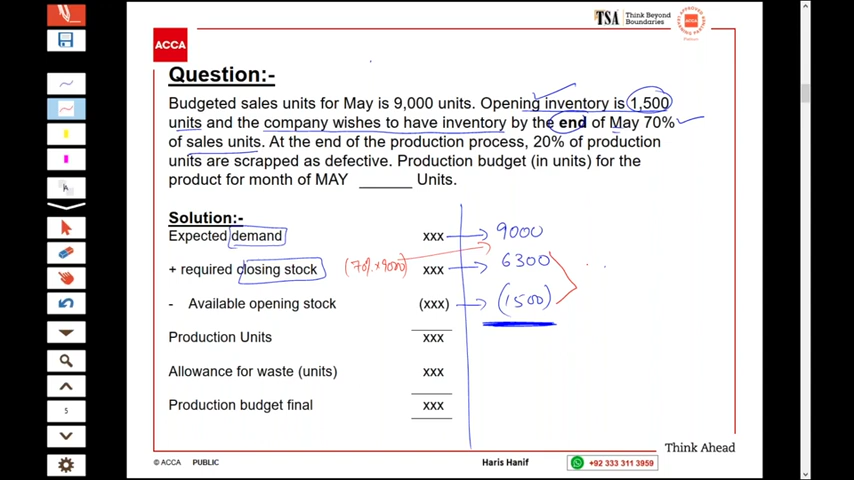 TSA Think Beyond Boundaries
ACCA
Question:-
Budgeted sales units for May is 9,000 units. Opening inventory is 1,500
units and the company wishes to have inventory by the end of May 70%
of sales units. At the end of the production process, 20% of production
units are scrapped as defective. Production budget (in units) for the
product for month of MAY ______ Units.
Solution:-
Expected demand xxx 9000
+ required closing stock (70% x 9000) xxx 6300
- Available opening stock (xxx) (1500)
Production Units xxx
Allowance for waste (units) xxx
Production budget final xxx
Think Ahead
© ACCA PUBLIC Haris Hanif +92 333 311 3959
5